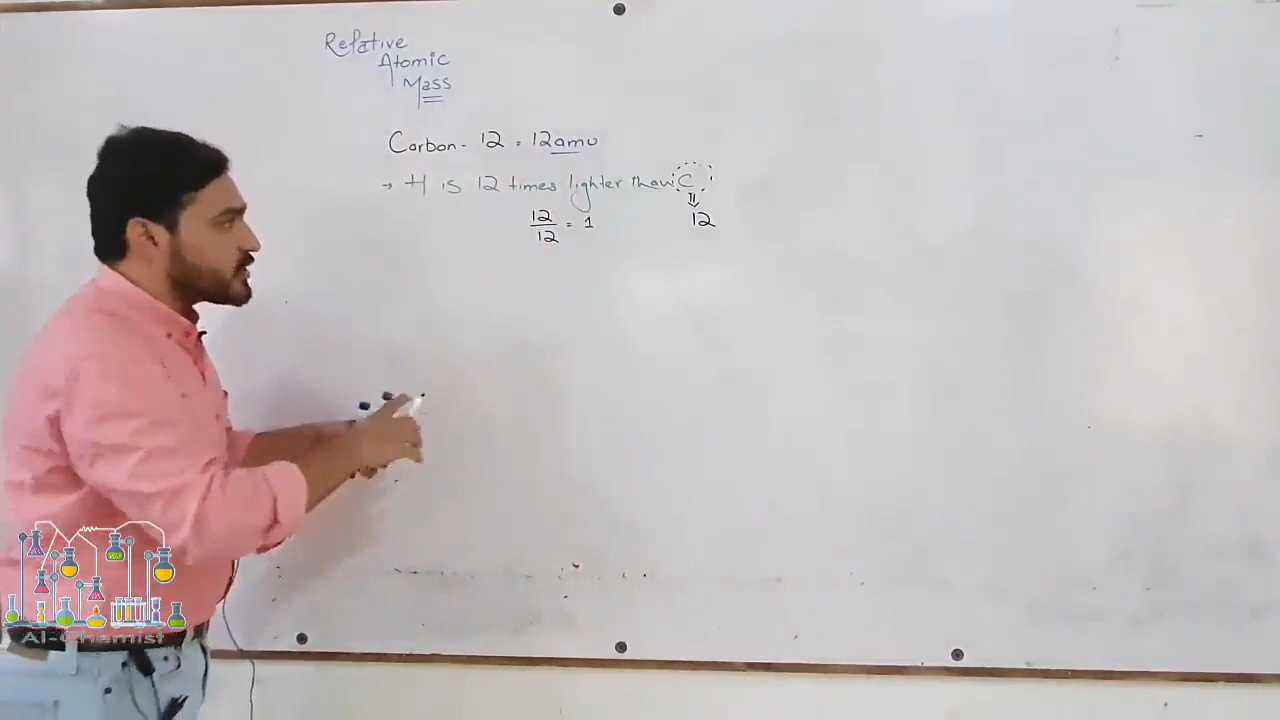 Relative
Atomic
Mass
Carbon - 12 = 12amu
→ H is 12 times lighter than C
⇓
12/12 = 1
12
Al-Chemist